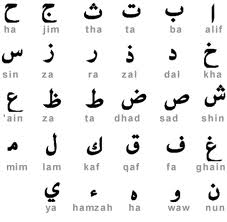 ا ب ت ث ج ح
ha jim tha ta ba alif
خ د ذ ر ز س
sin za ra zal dal kha
ش ص ض ط ظ ع
'ain za ta dhad sad shin
غ ف ق ك ل م
mim lam kaf qaf fa ghain
ن و ه ء ي
ya hamzah ha waw nun